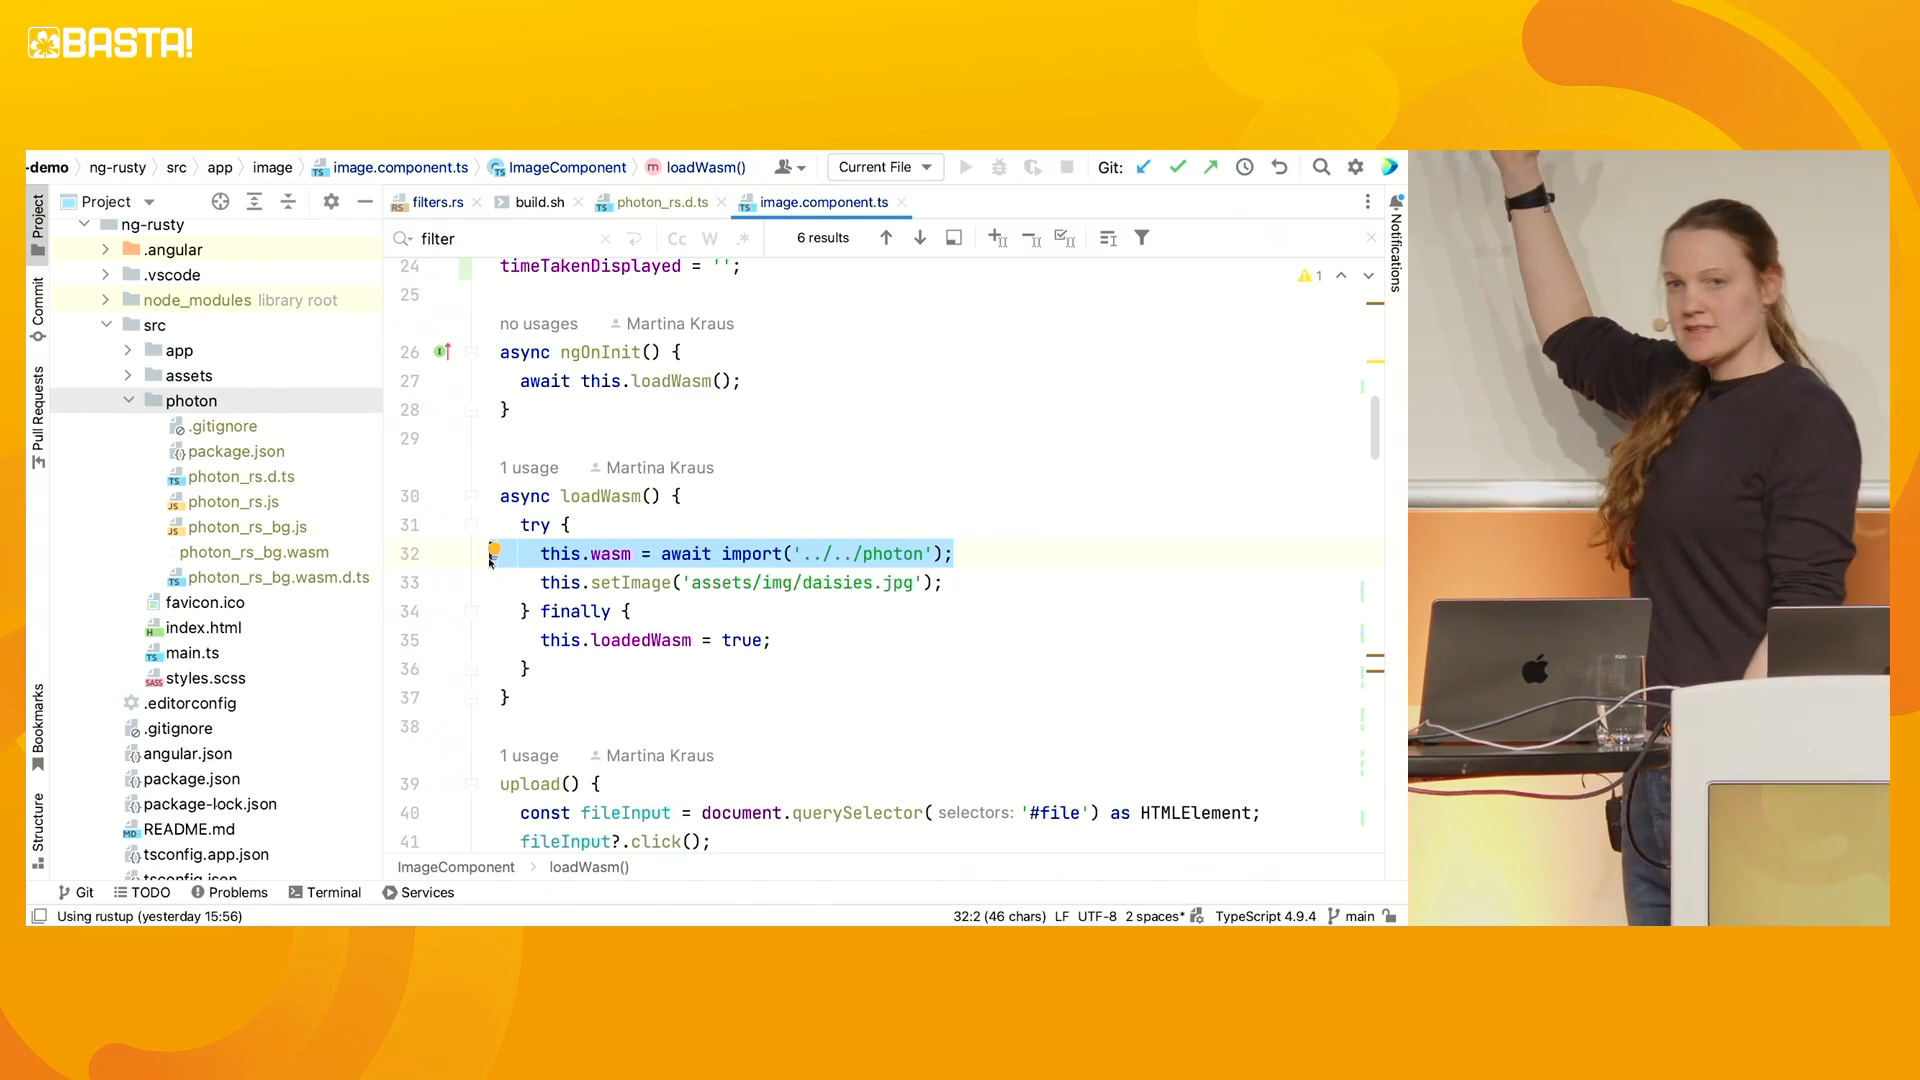 BASTA!
-demo ng-rusty src app image image.component.ts ImageComponent loadWasm() Current File Git:
Project filters.rs build.sh photon_rs.d.ts image.component.ts
filter Cc W .* 6 results
Project
Commit
Pull Requests
Bookmarks
Structure
Notifications
ng-rusty
.angular
.vscode
node_modules library root
src
app
assets
photon
.gitignore
package.json
photon_rs.d.ts
photon_rs.js
photon_rs_bg.js
photon_rs_bg.wasm
photon_rs_bg.wasm.d.ts
favicon.ico
index.html
main.ts
styles.scss
.editorconfig
.gitignore
angular.json
package.json
package-lock.json
README.md
tsconfig.app.json
tsconfig.json
1
24 timeTakenDisplayed = '';
25
no usages Martina Kraus
26 async ngOnInit() {
27 await this.loadWasm();
28 }
29
1 usage Martina Kraus
30 async loadWasm() {
31 try {
32 this.wasm = await import('../../photon');
33 this.setImage('assets/img/daisies.jpg');
34 } finally {
35 this.loadedWasm = true;
36 }
37 }
38
1 usage Martina Kraus
39 upload() {
40 const fileInput = document.querySelector( selectors: '#file') as HTMLElement;
41 fileInput?.click();
ImageComponent loadWasm()
Git TODO Problems Terminal Services
Using rustup (yesterday 15:56) 32:2 (46 chars) LF UTF-8 2 spaces* TypeScript 4.9.4 main